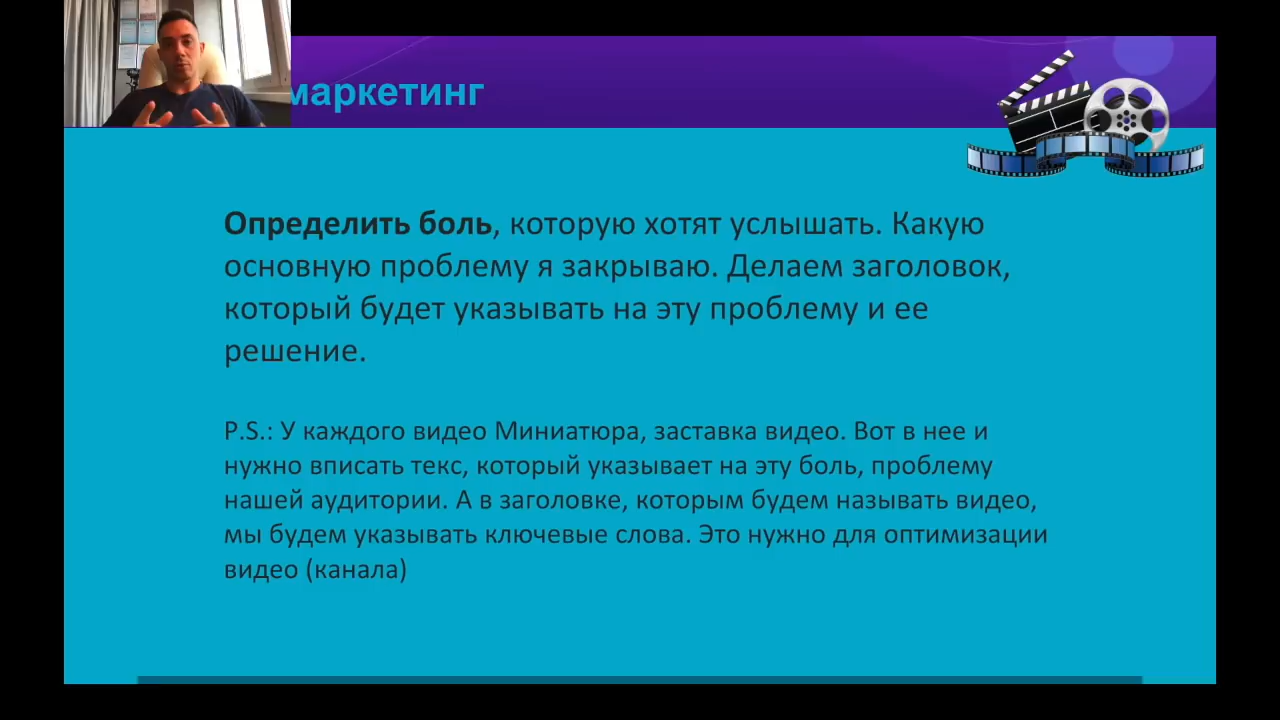 маркетинг
Определить боль, которую хотят услышать. Какую
основную проблему я закрываю. Делаем заголовок,
который будет указывать на эту проблему и ее
решение.
P.S.: У каждого видео Миниатюра, заставка видео. Вот в нее и
нужно вписать текс, который указывает на эту боль, проблему
нашей аудитории. А в заголовке, которым будем называть видео,
мы будем указывать ключевые слова. Это нужно для оптимизации
видео (канала)